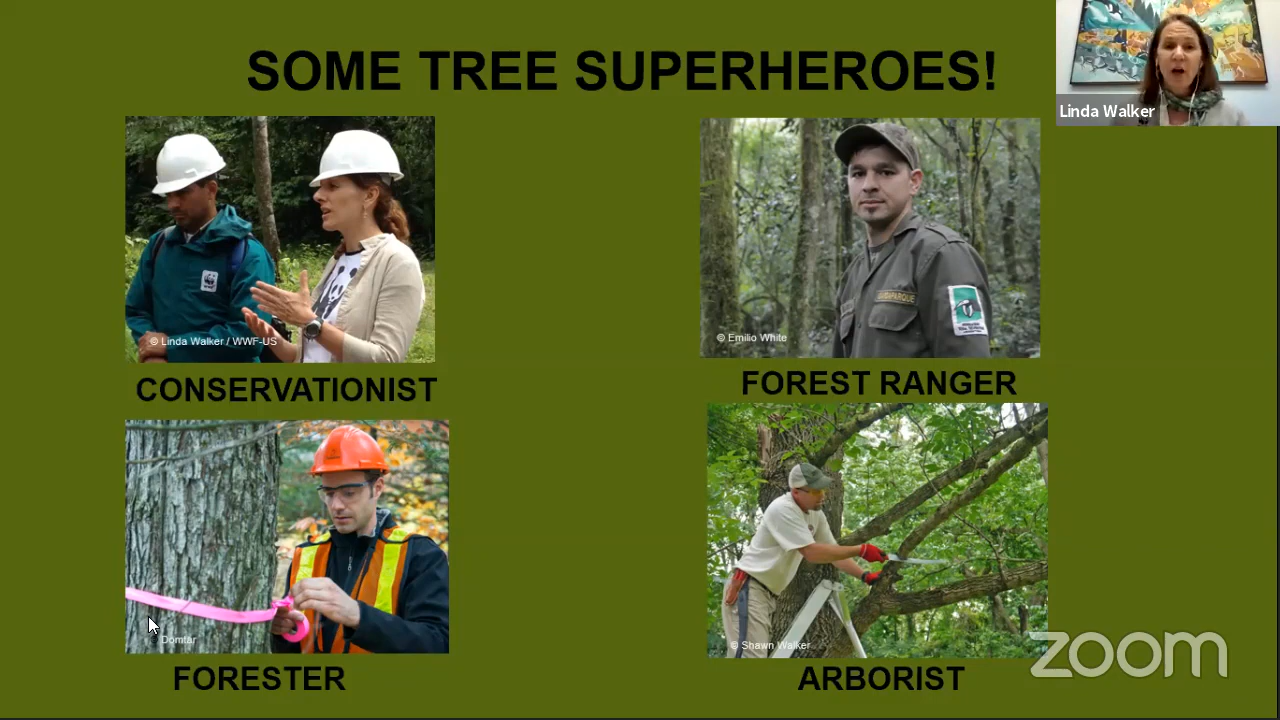 SOME TREE SUPERHEROES!
Linda Walker
© Linda Walker / WWF-US
© Emilio White
CONSERVATIONIST
FOREST RANGER
© Domtar
© Shawn Walker
zoom
FORESTER
ARBORIST